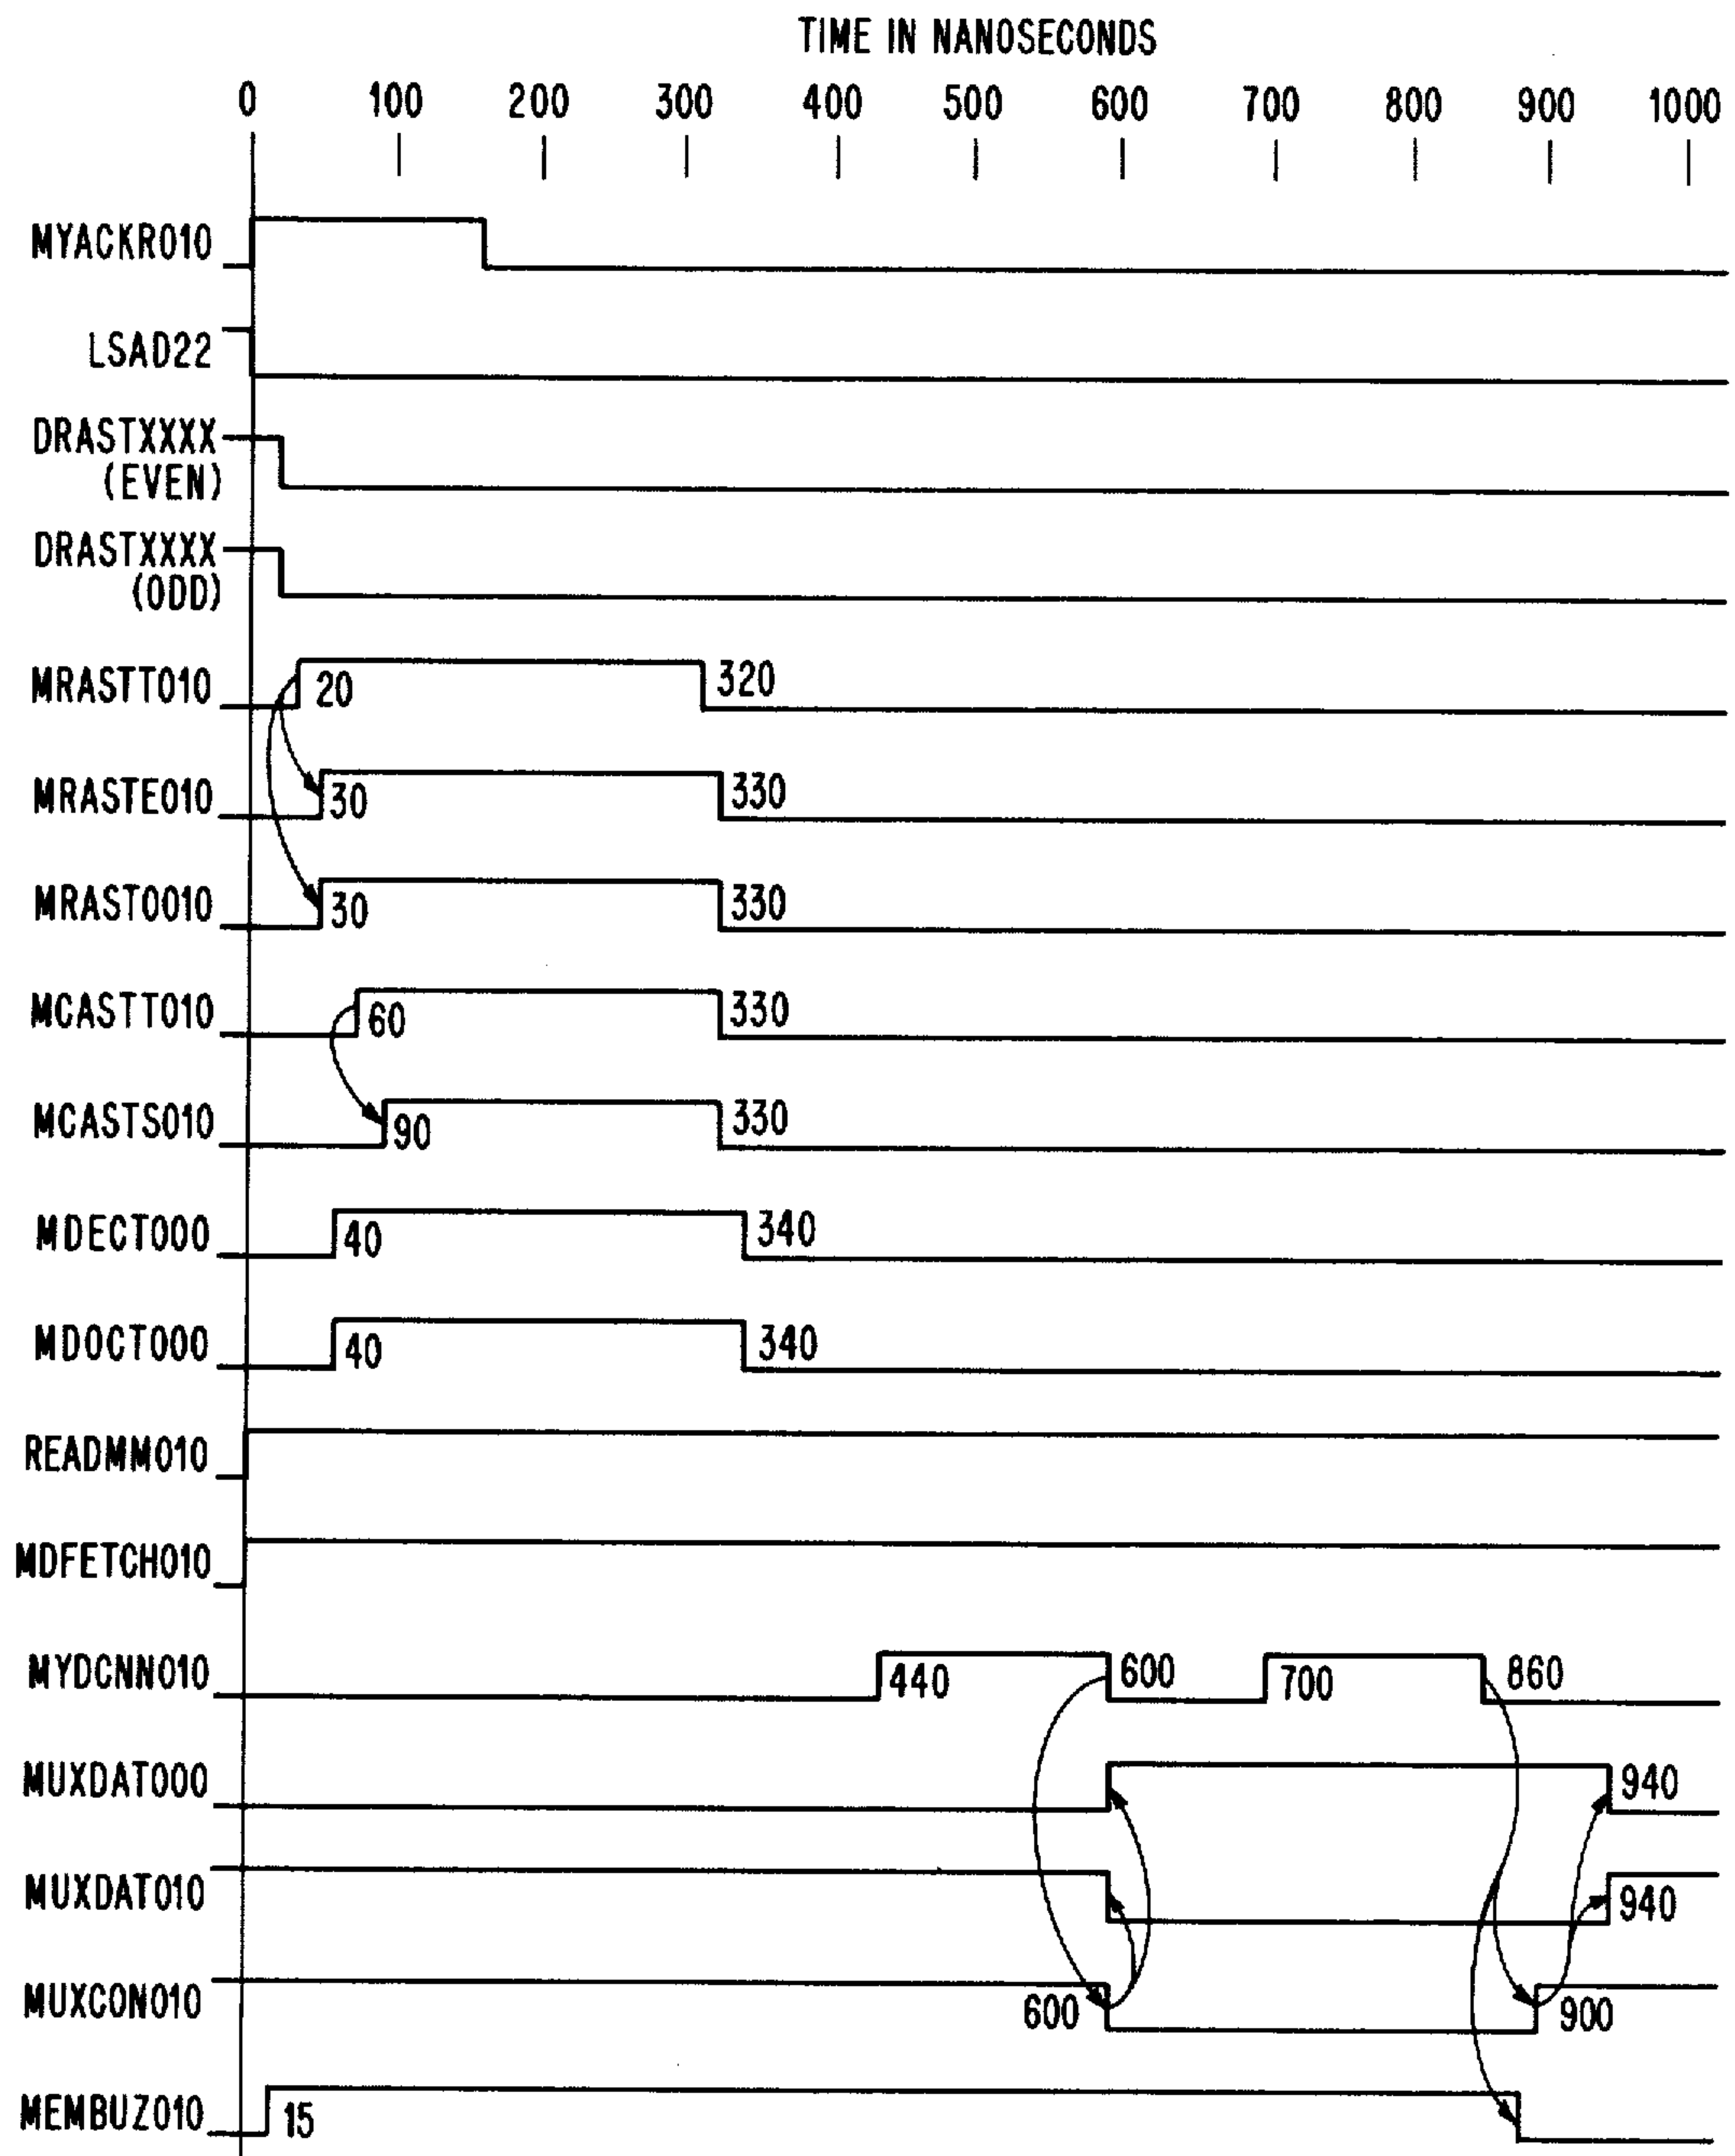 TIME IN NANOSECONDS
0 100 200 300 400 500 600 700 800 900 1000
MYACKR010
LSAD22
DRASTXXXX
(EVEN)
DRASTXXXX
(ODD)
MRASTT010 20 320
MRASTE010 30 330
MRASTO010 30 330
MCASTT010 60 330
MCASTS010 90 330
MDECT000 40 340
MDOCT000 40 340
READMM010
MDFETCH010
MYDCNN010 440 600 700 860
MUXDAT000 940
MUXDAT010 940
MUXCON010 600 900
MEMBUZ010 15